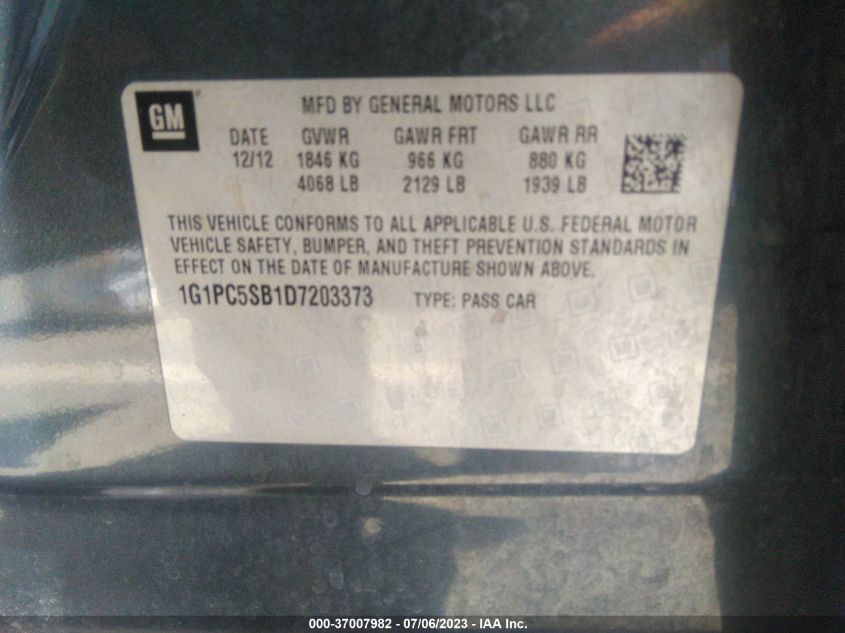 GM
MFD BY GENERAL MOTORS LLC
DATE GVWR GAWR FRT GAWR RR
12/12 1846 KG 966 KG 880 KG
4068 LB 2129 LB 1939 LB
THIS VEHICLE CONFORMS TO ALL APPLICABLE U.S. FEDERAL MOTOR
VEHICLE SAFETY, BUMPER, AND THEFT PREVENTION STANDARDS IN
EFFECT ON THE DATE OF MANUFACTURE SHOWN ABOVE.
1G1PC5SB1D7203373 TYPE: PASS CAR
000-37007982 - 07/06/2023 - IAA Inc.